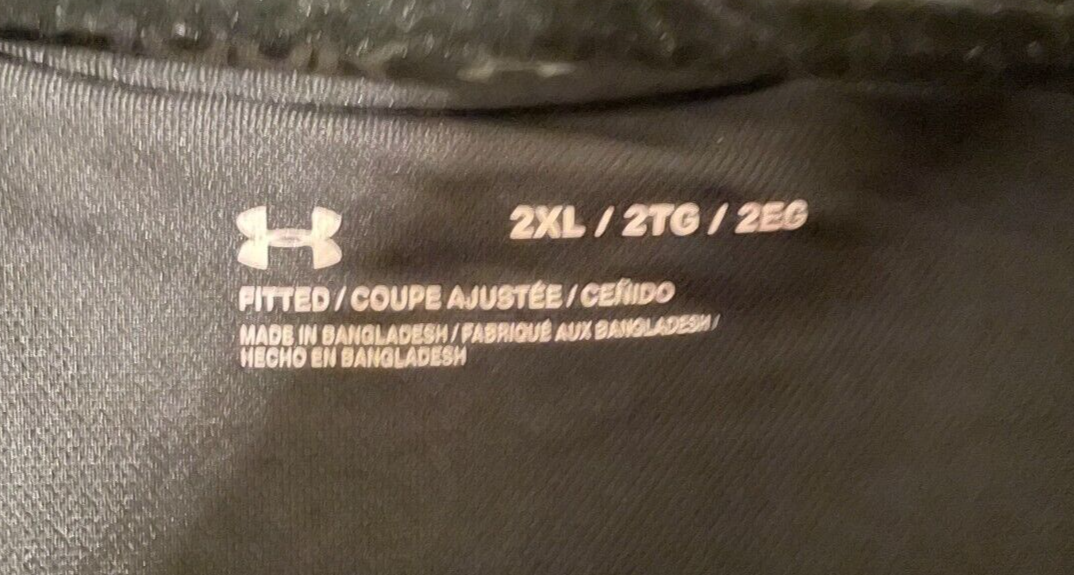 2XL / 2TG / 2EG
FITTED / COUPE AJUSTÉE / CEÑIDO
MADE IN BANGLADESH / FABRIQUÉ AUX BANGLADESH /
HECHO EN BANGLADESH